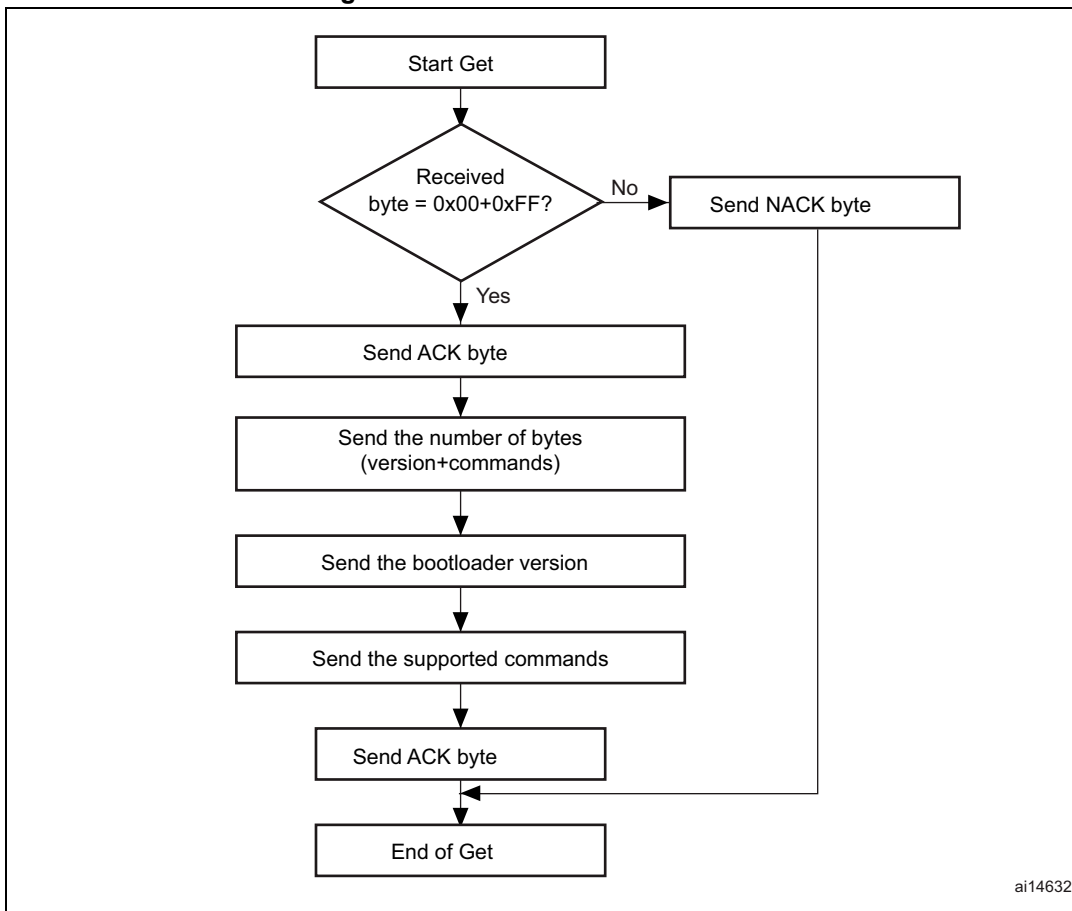 Start Get
Received
byte = 0x00+0xFF?
No
Send NACK byte
Yes
Send ACK byte
Send the number of bytes
(version+commands)
Send the bootloader version
Send the supported commands
Send ACK byte
End of Get
ai14632